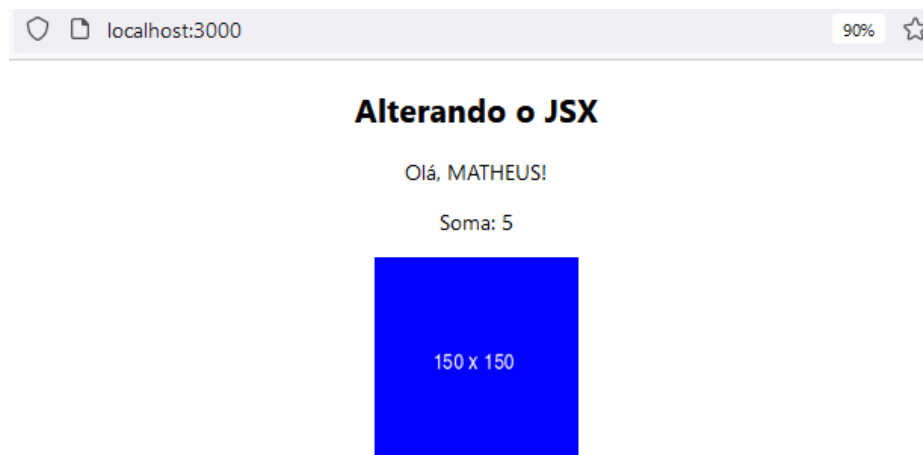 localhost:3000
90%
Alterando o JSX
Olá, MATHEUS!
Soma: 5
150 x 150